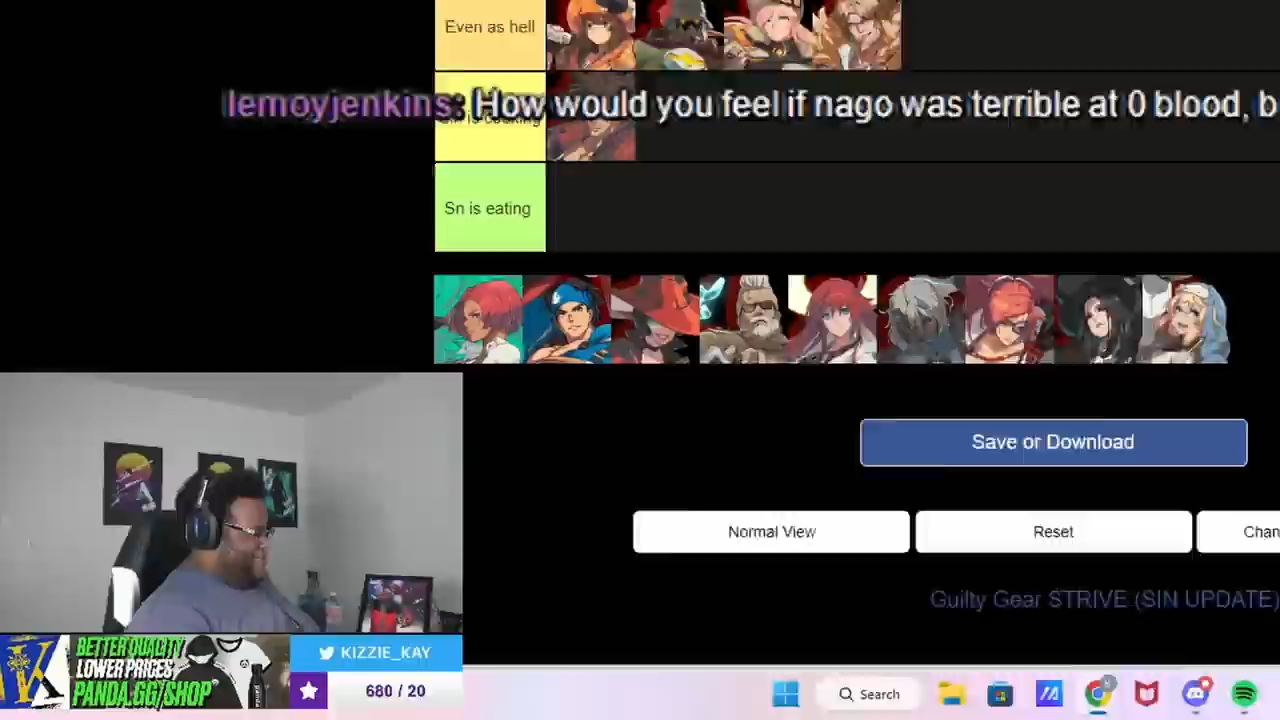 Even as hell
lemoyjenkins: How would you feel if nago was terrible at 0 blood, b
Sn is eating
Save or Download
Normal View
Reset
Chan
Guilty Gear STRIVE (SIN UPDATE)
BETTER QUALITY
LOWER PRICES
PANDA.GG/SHOP
KIZZIE_KAY
680 / 20
Search